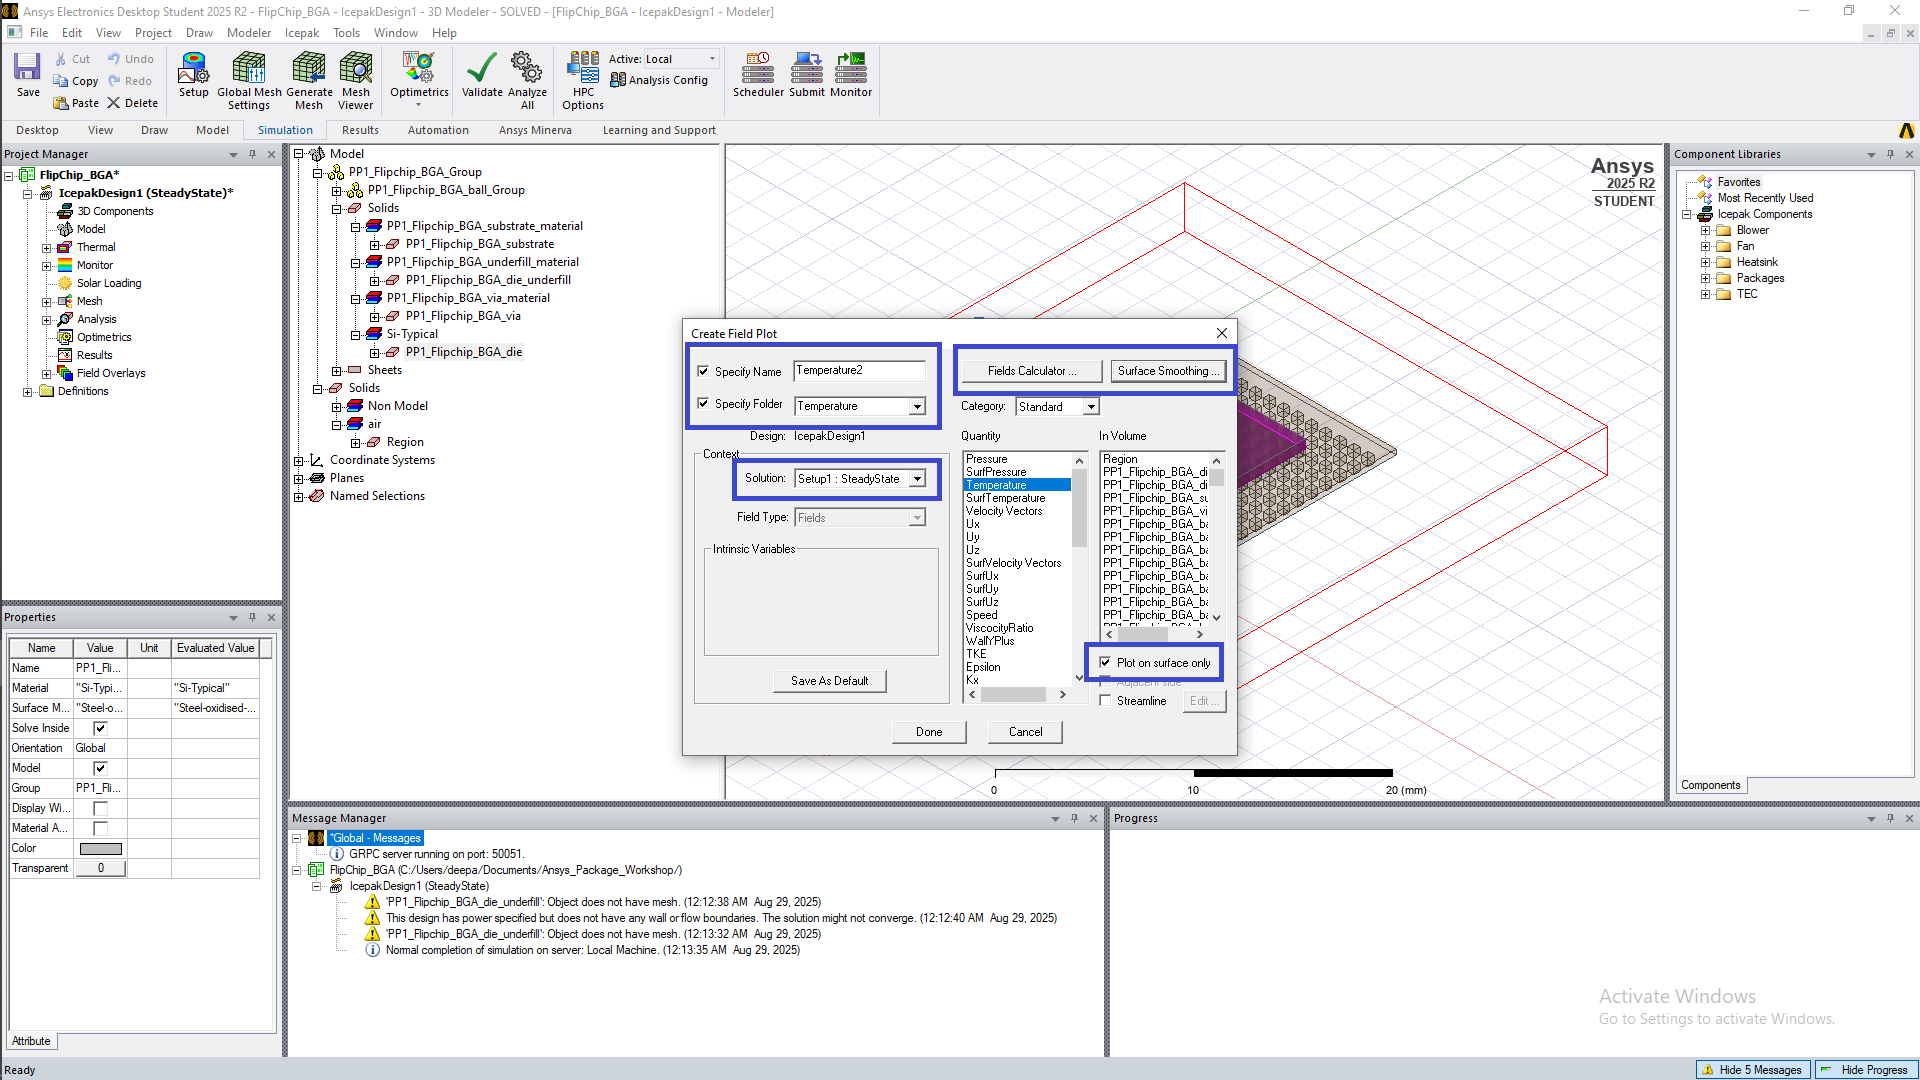 Ansys Electronics Desktop Student 2025 R2 - FlipChip_BGA - IcepakDesign1 - 3D Modeler - SOLVED - [FlipChip_BGA - IcepakDesign1 - Modeler]
File Edit View Project Draw Modeler Icepak Tools Window Help
Save
Cut
Copy
Paste
Undo
Redo
Delete
Setup
Global Mesh Settings
Generate Mesh
Mesh Viewer
Optimetrics
Validate
Analyze All
HPC Options
Active: Local
Analysis Config
Scheduler
Submit
Monitor
Desktop View Draw Model Simulation Results Automation Ansys Minerva Learning and Support
Project Manager
FlipChip_BGA*
IcepakDesign1 (SteadyState)*
3D Components
Model
Thermal
Monitor
Solar Loading
Mesh
Analysis
Optimetrics
Results
Field Overlays
Definitions
Model
PP1_Flipchip_BGA_Group
PP1_Flipchip_BGA_ball_Group
Solids
PP1_Flipchip_BGA_substrate_material
PP1_Flipchip_BGA_substrate
PP1_Flipchip_BGA_underfill_material
PP1_Flipchip_BGA_die_underfill
PP1_Flipchip_BGA_via_material
PP1_Flipchip_BGA_via
Si-Typical
PP1_Flipchip_BGA_die
Sheets
Solids
Non Model
air
Region
Coordinate Systems
Planes
Named Selections
Ansys
2025 R2
STUDENT
0 10 20 (mm)
Create Field Plot
Specify Name Temperature2
Specify Folder Temperature
Design: IcepakDesign1
Context
Solution: Setup1 : SteadyState
Field Type: Fields
Intrinsic Variables
Save As Default
Fields Calculator ...
Surface Smoothing ...
Category: Standard
Quantity
Pressure
SurfPressure
Temperature
SurfTemperature
Velocity Vectors
Ux
Uy
Uz
SurfVelocity Vectors
SurfUx
SurfUy
SurfUz
Speed
ViscocityRatio
WallYPlus
TKE
Epsilon
Kx
In Volume
Region
PP1_Flipchip_BGA_di
PP1_Flipchip_BGA_di
PP1_Flipchip_BGA_su
PP1_Flipchip_BGA_vi
PP1_Flipchip_BGA_ba
PP1_Flipchip_BGA_ba
PP1_Flipchip_BGA_ba
PP1_Flipchip_BGA_ba
PP1_Flipchip_BGA_ba
PP1_Flipchip_BGA_ba
PP1_Flipchip_BGA_ba
PP1_Flipchip_BGA_ba
Plot on surface only
Adjacent side
Streamline
Edit ...
Done
Cancel
Component Libraries
Favorites
Most Recently Used
Icepak Components
Blower
Fan
Heatsink
Packages
TEC
Components
Properties
Name Value Unit Evaluated Value
Name PP1_Fli...
Material "Si-Typi... "Si-Typical"
Surface M... "Steel-o... "Steel-oxidised-...
Solve Inside
Orientation Global
Model
Group PP1_Fli...
Display Wi...
Material A...
Color
Transparent 0
Attribute
Message Manager
*Global - Messages
GRPC server running on port: 50051.
FlipChip_BGA (C:/Users/deepa/Documents/Ansys_Package_Workshop/)
IcepakDesign1 (SteadyState)
'PP1_Flipchip_BGA_die_underfill': Object does not have mesh. (12:12:38 AM Aug 29, 2025)
This design has power specified but does not have any wall or flow boundaries. The solution might not converge. (12:12:40 AM Aug 29, 2025)
'PP1_Flipchip_BGA_die_underfill': Object does not have mesh. (12:13:32 AM Aug 29, 2025)
Normal completion of simulation on server: Local Machine. (12:13:35 AM Aug 29, 2025)
Progress
Activate Windows
Go to Settings to activate Windows.
Ready
Hide 5 Messages
Hide Progress